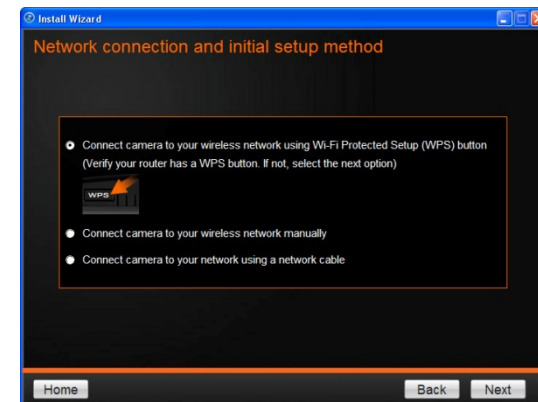 Install Wizard
Network connection and initial setup method
Connect camera to your wireless network using Wi-Fi Protected Setup (WPS) button
(Verify your router has a WPS button. If not, select the next option)
WPS
Connect camera to your wireless network manually
Connect camera to your network using a network cable
Home
Back
Next